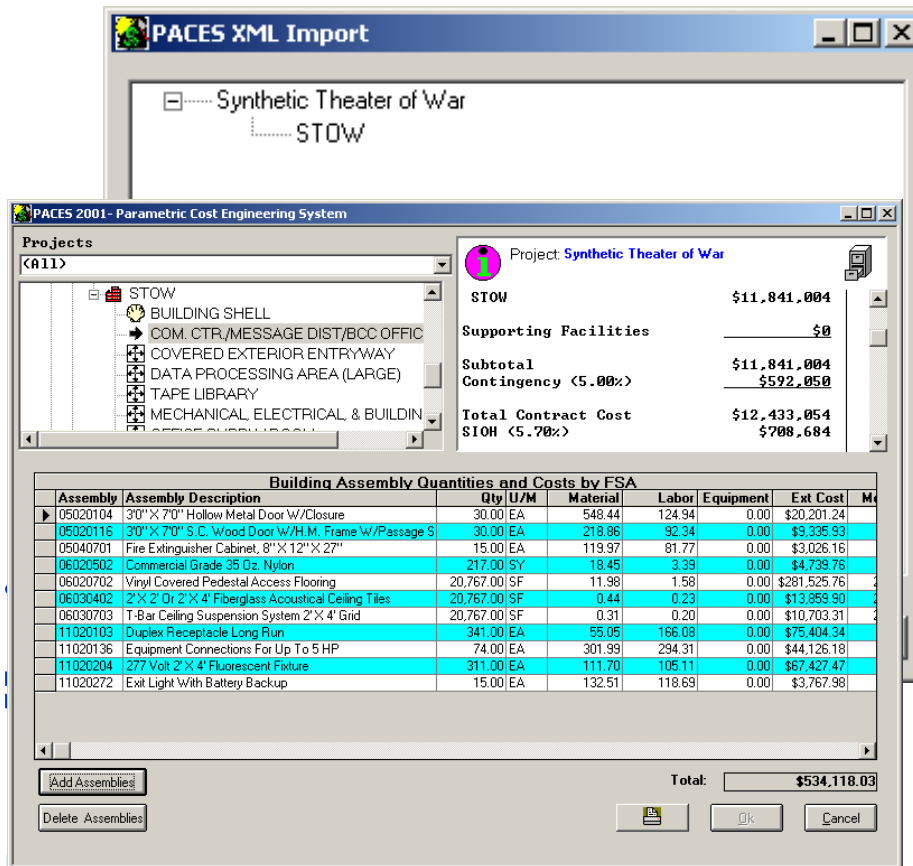 PACES XML Import
Synthetic Theater of War
STOW
PACES 2001- Parametric Cost Engineering System
Projects
(All)
STOW
BUILDING SHELL
COM. CTR./MESSAGE DIST/BCC OFFIC
COVERED EXTERIOR ENTRYWAY
DATA PROCESSING AREA (LARGE)
TAPE LIBRARY
MECHANICAL, ELECTRICAL, & BUILDIN
Project: Synthetic Theater of War
STOW $11,841,004
Supporting Facilities $0
Subtotal $11,841,004
Contingency (5.00%) $592,050
Total Contract Cost $12,433,054
SIOH (5.70%) $708,684
Building Assembly Quantities and Costs by FSA
Assembly Assembly Description Qty U/M Material Labor Equipment Ext Cost
05020104 3'0" X 7'0" Hollow Metal Door W/Closure 30.00 EA 548.44 124.94 0.00 $20,201.24
05020116 3'0" X 7'0" S.C. Wood Door W/H.M. Frame W/Passage S 30.00 EA 218.86 92.34 0.00 $9,335.93
05040701 Fire Extinguisher Cabinet, 8" X 12" X 27" 15.00 EA 119.97 81.77 0.00 $3,026.16
06020502 Commercial Grade 35 Oz. Nylon 217.00 SY 18.45 3.39 0.00 $4,739.76
06020702 Vinyl Covered Pedestal Access Flooring 20,767.00 SF 11.98 1.58 0.00 $281,525.76
06030402 2' X 2' Or 2' X 4' Fiberglass Acoustical Ceiling Tiles 20,767.00 SF 0.44 0.23 0.00 $13,859.90
06030703 T-Bar Ceiling Suspension System 2' X 4' Grid 20,767.00 SF 0.31 0.20 0.00 $10,703.31
11020103 Duplex Receptacle Long Run 341.00 EA 55.05 166.08 0.00 $75,404.34
11020136 Equipment Connections For Up To 5 HP 74.00 EA 301.99 294.31 0.00 $44,126.18
11020204 277 Volt 2' X 4' Fluorescent Fixture 311.00 EA 111.70 105.11 0.00 $67,427.47
11020272 Exit Light With Battery Backup 15.00 EA 132.51 118.69 0.00 $3,767.98
Add Assemblies Total: $534,118.03
Delete Assemblies Ok Cancel